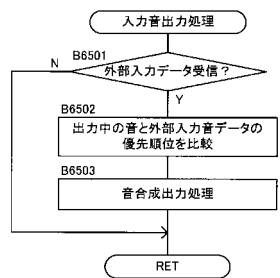 入力音出力処理
B6501
N
外部入力データ受信？
Y
B6502
出力中の音と外部入力音データの
優先順位を比較
B6503
音合成出力処理
RET